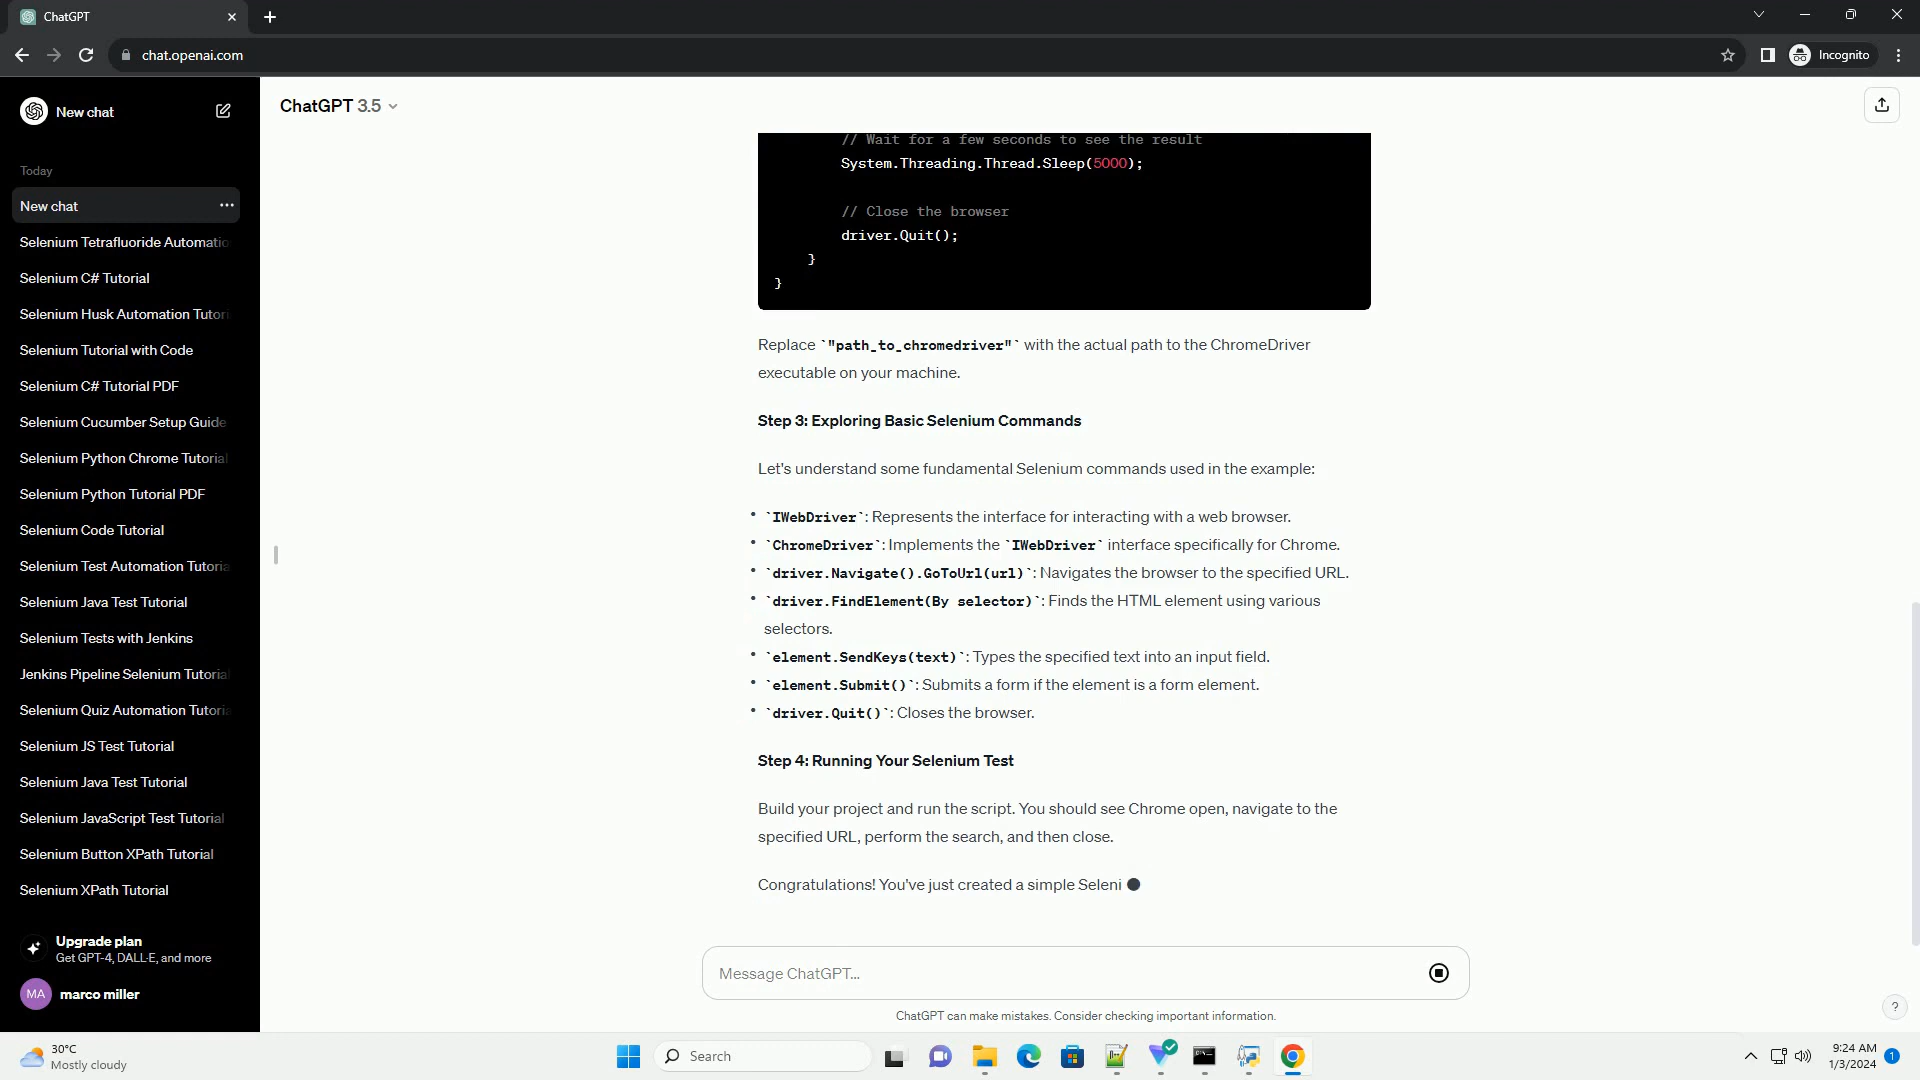 ChatGPT
chat.openai.com
Incognito
New chat
ChatGPT 3.5
Today
New chat
Selenium Tetrafluoride Automatio
Selenium C# Tutorial
Selenium Husk Automation Tutori
Selenium Tutorial with Code
Selenium C# Tutorial PDF
Selenium Cucumber Setup Guide
Selenium Python Chrome Tutorial
Selenium Python Tutorial PDF
Selenium Code Tutorial
Selenium Test Automation Tutoria
Selenium Java Test Tutorial
Selenium Tests with Jenkins
Jenkins Pipeline Selenium Tutorial
Selenium Quiz Automation Tutoria
Selenium JS Test Tutorial
Selenium Java Test Tutorial
Selenium JavaScript Test Tutorial
Selenium Button XPath Tutorial
Selenium XPath Tutorial
Upgrade plan
Get GPT-4, DALL·E, and more
MA marco miller
// Wait for a few seconds to see the result
System.Threading.Thread.Sleep(5000);
// Close the browser
driver.Quit();
}
}
Replace `"path_to_chromedriver"` with the actual path to the ChromeDriver
executable on your machine.
Step 3: Exploring Basic Selenium Commands
Let's understand some fundamental Selenium commands used in the example:
• `IWebDriver`: Represents the interface for interacting with a web browser.
• `ChromeDriver`: Implements the `IWebDriver` interface specifically for Chrome.
• `driver.Navigate().GoToUrl(url)`: Navigates the browser to the specified URL.
• `driver.FindElement(By selector)`: Finds the HTML element using various
selectors.
• `element.SendKeys(text)`: Types the specified text into an input field.
• `element.Submit()`: Submits a form if the element is a form element.
• `driver.Quit()`: Closes the browser.
Step 4: Running Your Selenium Test
Build your project and run the script. You should see Chrome open, navigate to the
specified URL, perform the search, and then close.
Congratulations! You've just created a simple Seleni
Message ChatGPT...
ChatGPT can make mistakes. Consider checking important information.
?
30°C
Mostly cloudy
Search
9:24 AM
1/3/2024
1